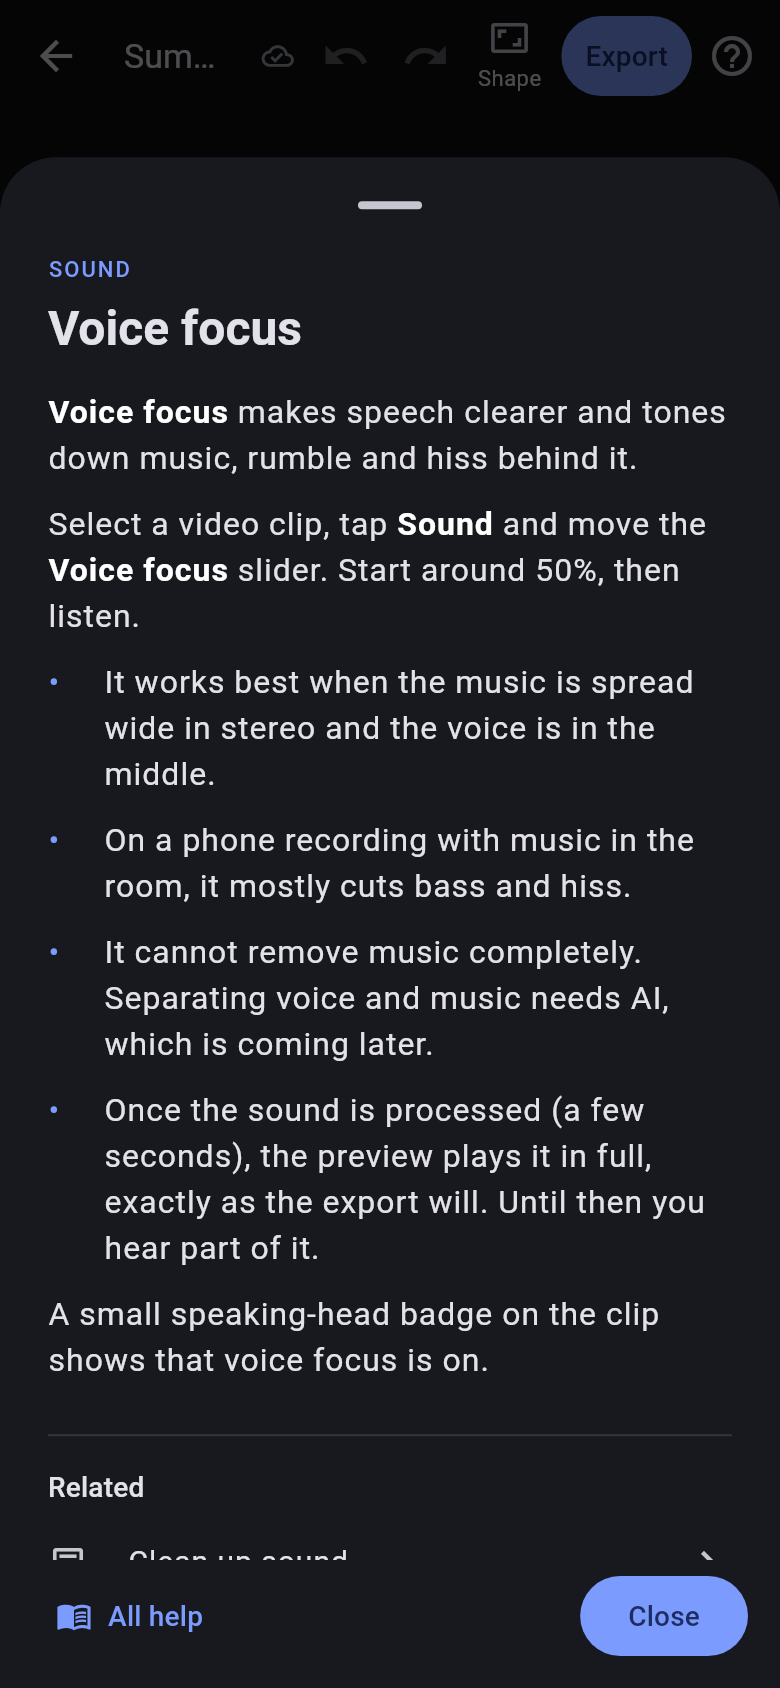 Sum...
Shape
Export
SOUND
Voice focus
Voice focus makes speech clearer and tones
down music, rumble and hiss behind it.
Select a video clip, tap Sound and move the
Voice focus slider. Start around 50%, then
listen.
• It works best when the music is spread
wide in stereo and the voice is in the
middle.
• On a phone recording with music in the
room, it mostly cuts bass and hiss.
• It cannot remove music completely.
Separating voice and music needs AI,
which is coming later.
• Once the sound is processed (a few
seconds), the preview plays it in full,
exactly as the export will. Until then you
hear part of it.
A small speaking-head badge on the clip
shows that voice focus is on.
Related
Clean up sound
All help
Close